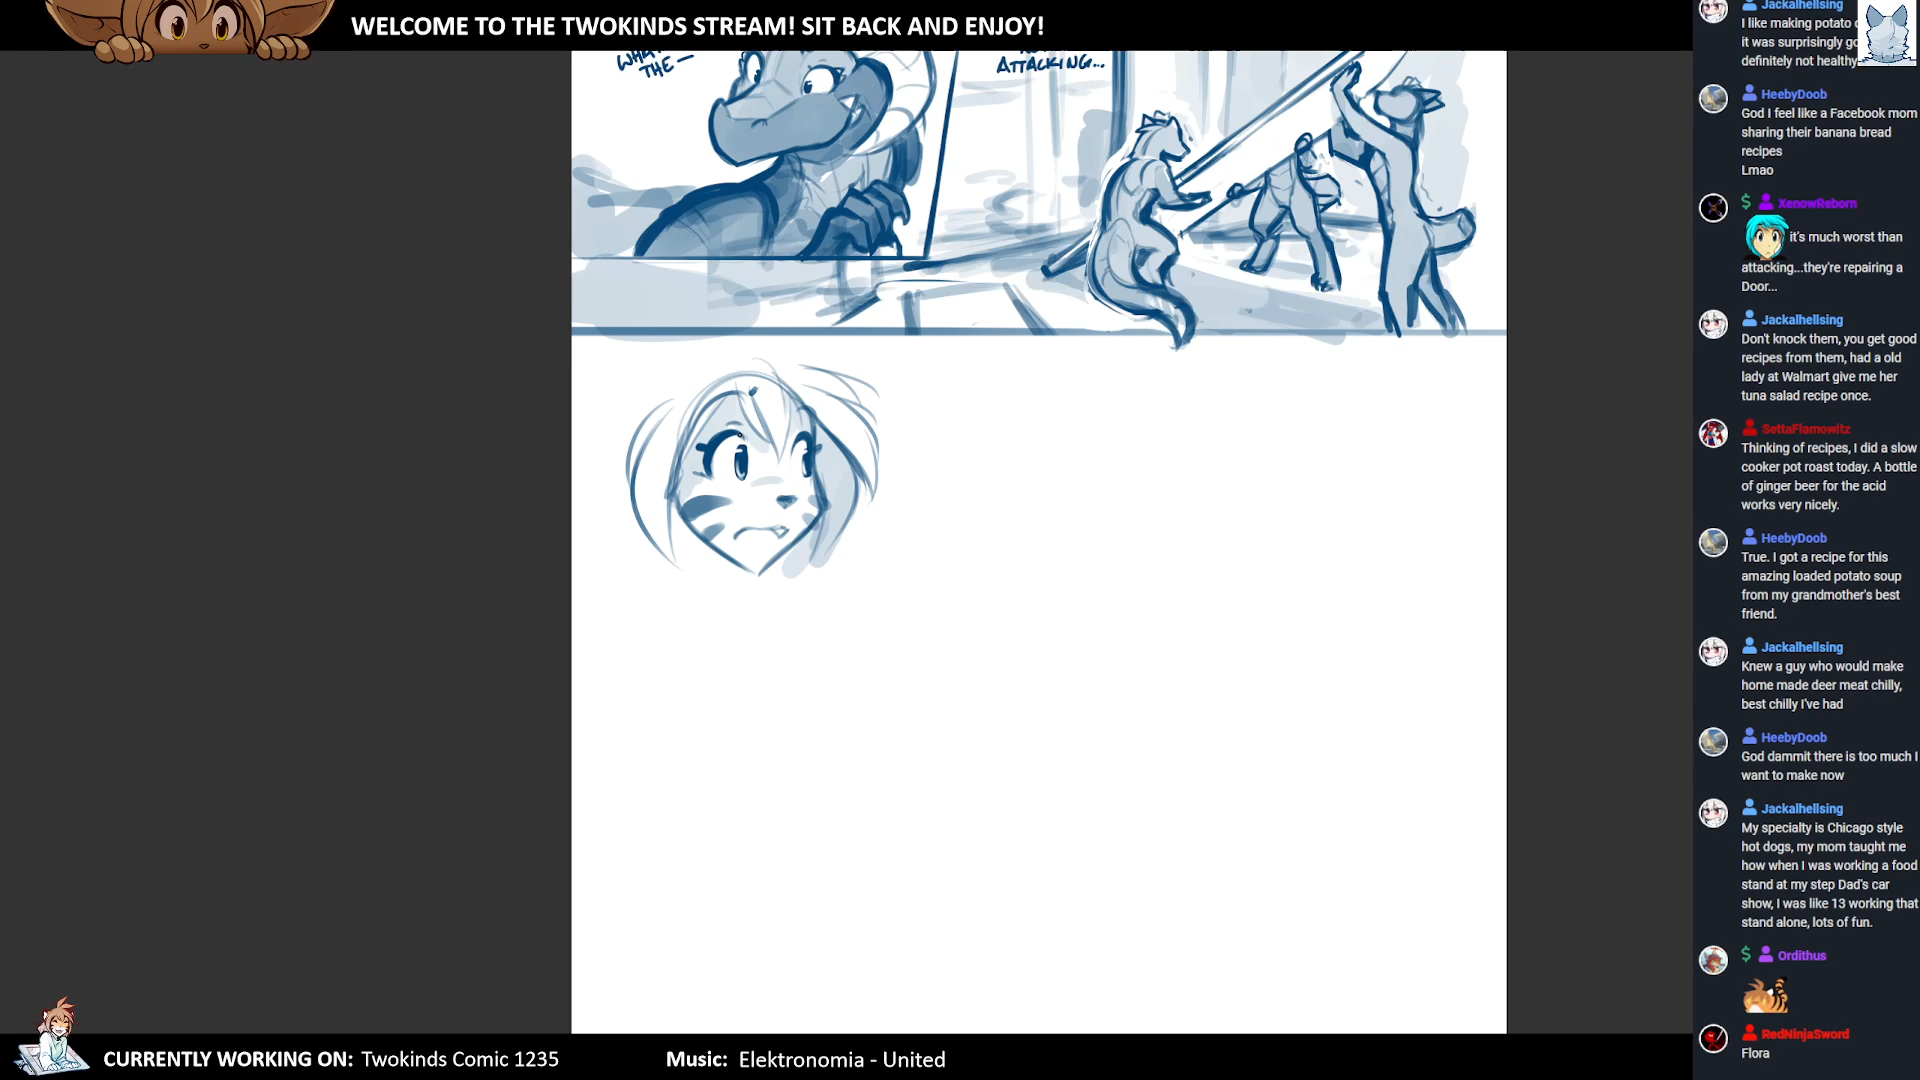 WELCOME TO THE TWOKINDS STREAM! SIT BACK AND ENJOY!
THE—
ATTACKING...
Jackalhellsing
I like making potato
it was surprisingly
definitely not healthy
HeebyDoob
God I feel like a Facebook mom
sharing their banana bread
recipes
Lmao
$ XenowReborn
it's much worst than
attacking...they're repairing a
Door...
Jackalhellsing
Don't knock them, you get good
recipes from them, had a old
lady at Walmart give me her
tuna salad recipe once.
SettaFlamowitz
Thinking of recipes, I did a slow
cooker pot roast today. A bottle
of ginger beer for the acid
works very nicely.
HeebyDoob
True. I got a recipe for this
amazing loaded potato soup
from my grandmother's best
friend.
Jackalhellsing
Knew a guy who would make
home made deer meat chilly,
best chilly I've had
HeebyDoob
God dammit there is too much I
want to make now
Jackalhellsing
My specialty is Chicago style
hot dogs, my mom taught me
how when I was working a food
stand at my step Dad's car
show, I was like 13 working that
stand alone, lots of fun.
$ Ordithus
RedNinjaSword
Flora
CURRENTLY WORKING ON: Twokinds Comic 1235
Music: Elektronomia - United